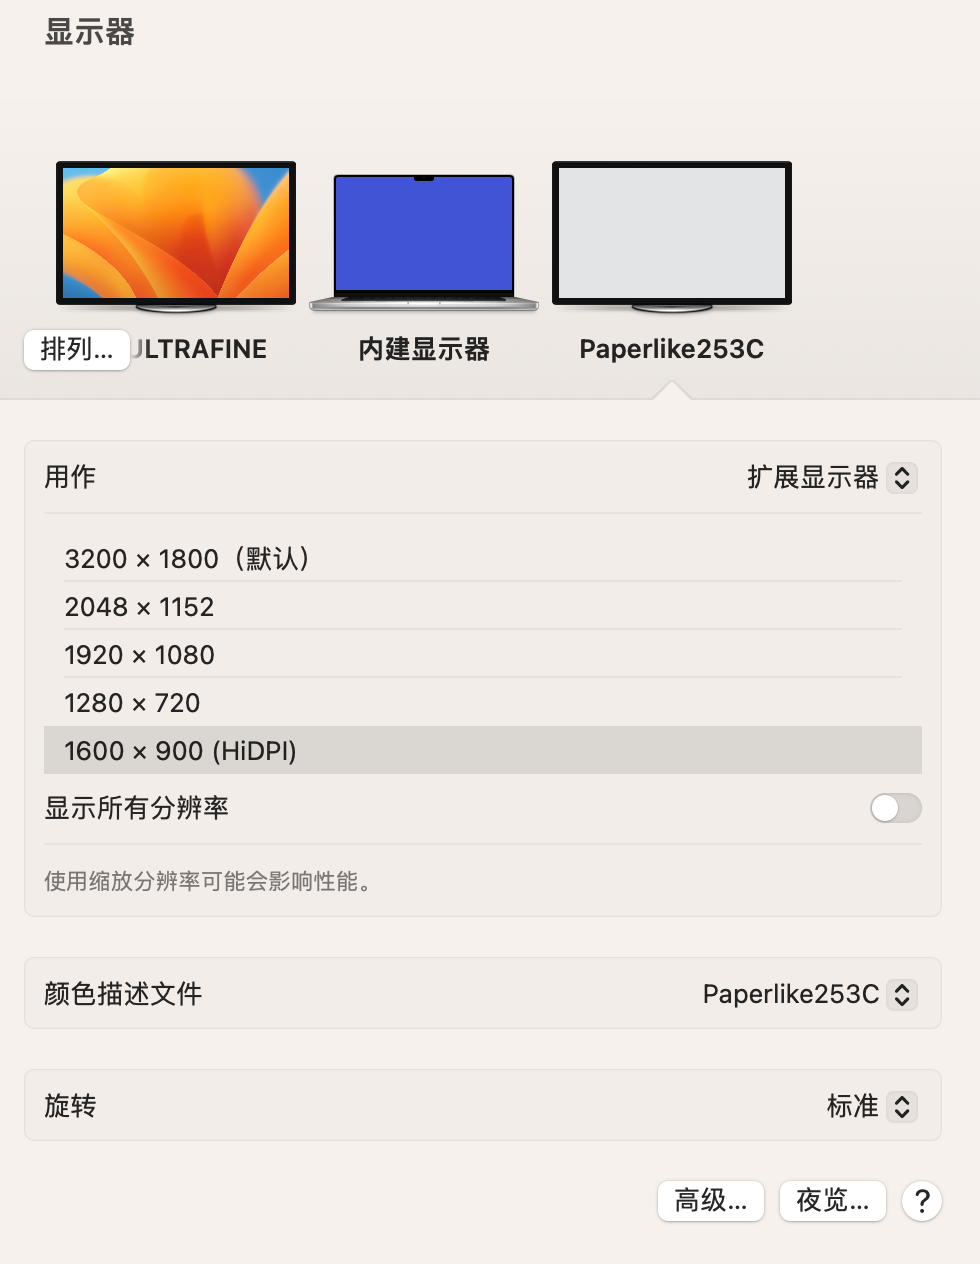 显示器
排列... ULTRAFINE
内建显示器
Paperlike253C
用作
扩展显示器
3200 × 1800（默认）
2048 × 1152
1920 × 1080
1280 × 720
1600 × 900 (HiDPI)
显示所有分辨率
使用缩放分辨率可能会影响性能。
颜色描述文件
Paperlike253C
旋转
标准
高级...
夜览...
?